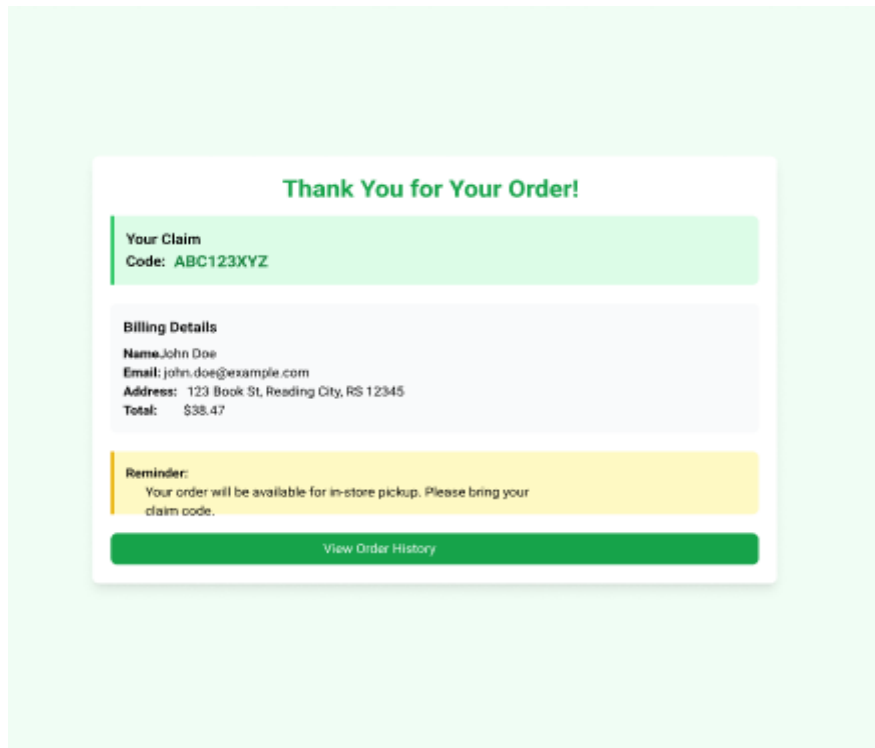 Thank You for Your Order!
Your Claim
Code: ABC123XYZ
Billing Details
Name.John Doe
Email: john.doe@example.com
Address: 123 Book St, Reading City, RS 12345
Total: $38.47
Reminder:
Your order will be available for in-store pickup. Please bring your
claim code.
View Order History